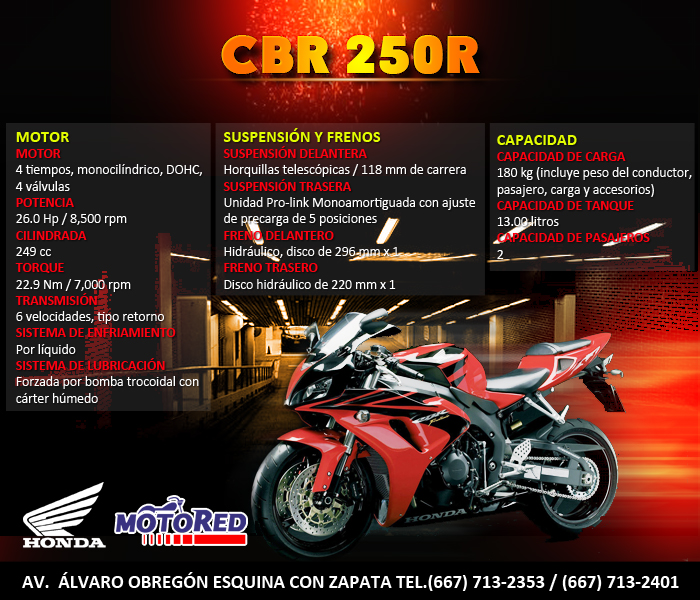 CBR 250R
MOTOR
MOTOR
4 tiempos, monocilíndrico, DOHC,
4 válvulas
POTENCIA
26.0 Hp / 8,500 rpm
CILINDRADA
249 cc
TORQUE
22.9 Nm / 7,000 rpm
TRANSMISIÓN
6 velocidades, tipo retorno
SISTEMA DE ENFRIAMIENTO
Por líquido
SISTEMA DE LUBRICACIÓN
Forzada por bomba trocoidal con
cárter húmedo
SUSPENSIÓN Y FRENOS
SUSPENSIÓN DELANTERA
Horquillas telescópicas / 118 mm de carrera
SUSPENSIÓN TRASERA
Unidad Pro-link Monoamortiguada con ajuste
de precarga de 5 posiciones
FRENO DELANTERO
Hidráulico, disco de 296 mm x 1
FRENO TRASERO
Disco hidráulico de 220 mm x 1
CAPACIDAD
CAPACIDAD DE CARGA
180 kg (incluye peso del conductor,
pasajero, carga y accesorios)
CAPACIDAD DE TANQUE
13.00 litros
CAPACIDAD DE PASAJEROS
2
HONDA
MOTORED
CBR
HONDA
AV. ÁLVARO OBREGÓN ESQUINA CON ZAPATA TEL.(667) 713-2353 / (667) 713-2401